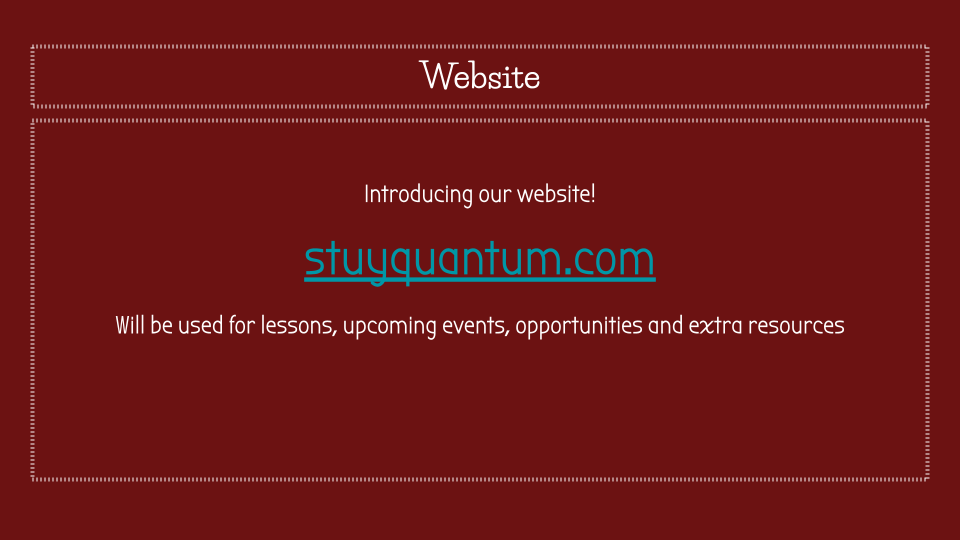 Website
Introducing our website!
stuyquantum.com
Will be used for lessons, upcoming events, opportunities and extra resources